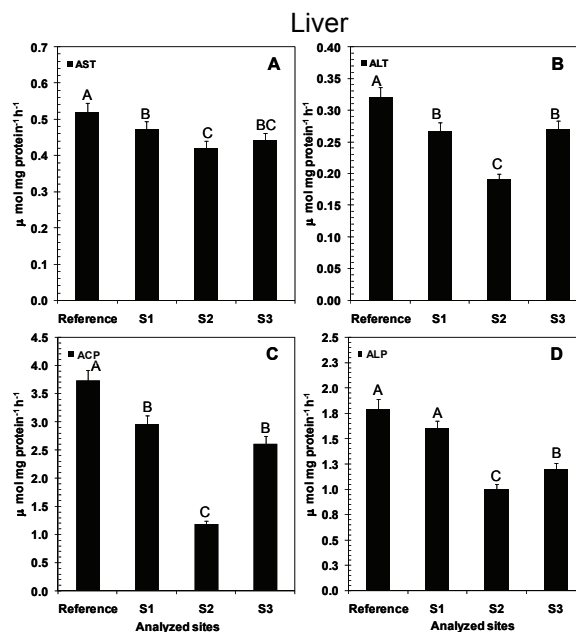 Liver
0.7
0.6
0.5
0.4
0.3
0.2
0.1
0.0
μ mol mg protein⁻¹ h⁻¹
AST
A
A
B
C
BC
Reference S1 S2 S3
0.40
0.35
0.30
0.25
0.20
0.15
0.10
0.05
0.00
μ mol mg protein⁻¹ h⁻¹
ALT
B
A
B
C
B
Reference S1 S2 S3
4.5
4.0
3.5
3.0
2.5
2.0
1.5
1.0
0.5
0.0
μ mol mg protein⁻¹ h⁻¹
ACP
C
A
B
C
B
Reference S1 S2 S3
Analyzed sites
2.5
2.3
2.0
1.8
1.5
1.3
1.0
0.8
0.5
0.3
0.0
μ mol mg protein⁻¹ h⁻¹
ALP
D
A
A
C
B
Reference S1 S2 S3
Analyzed sites